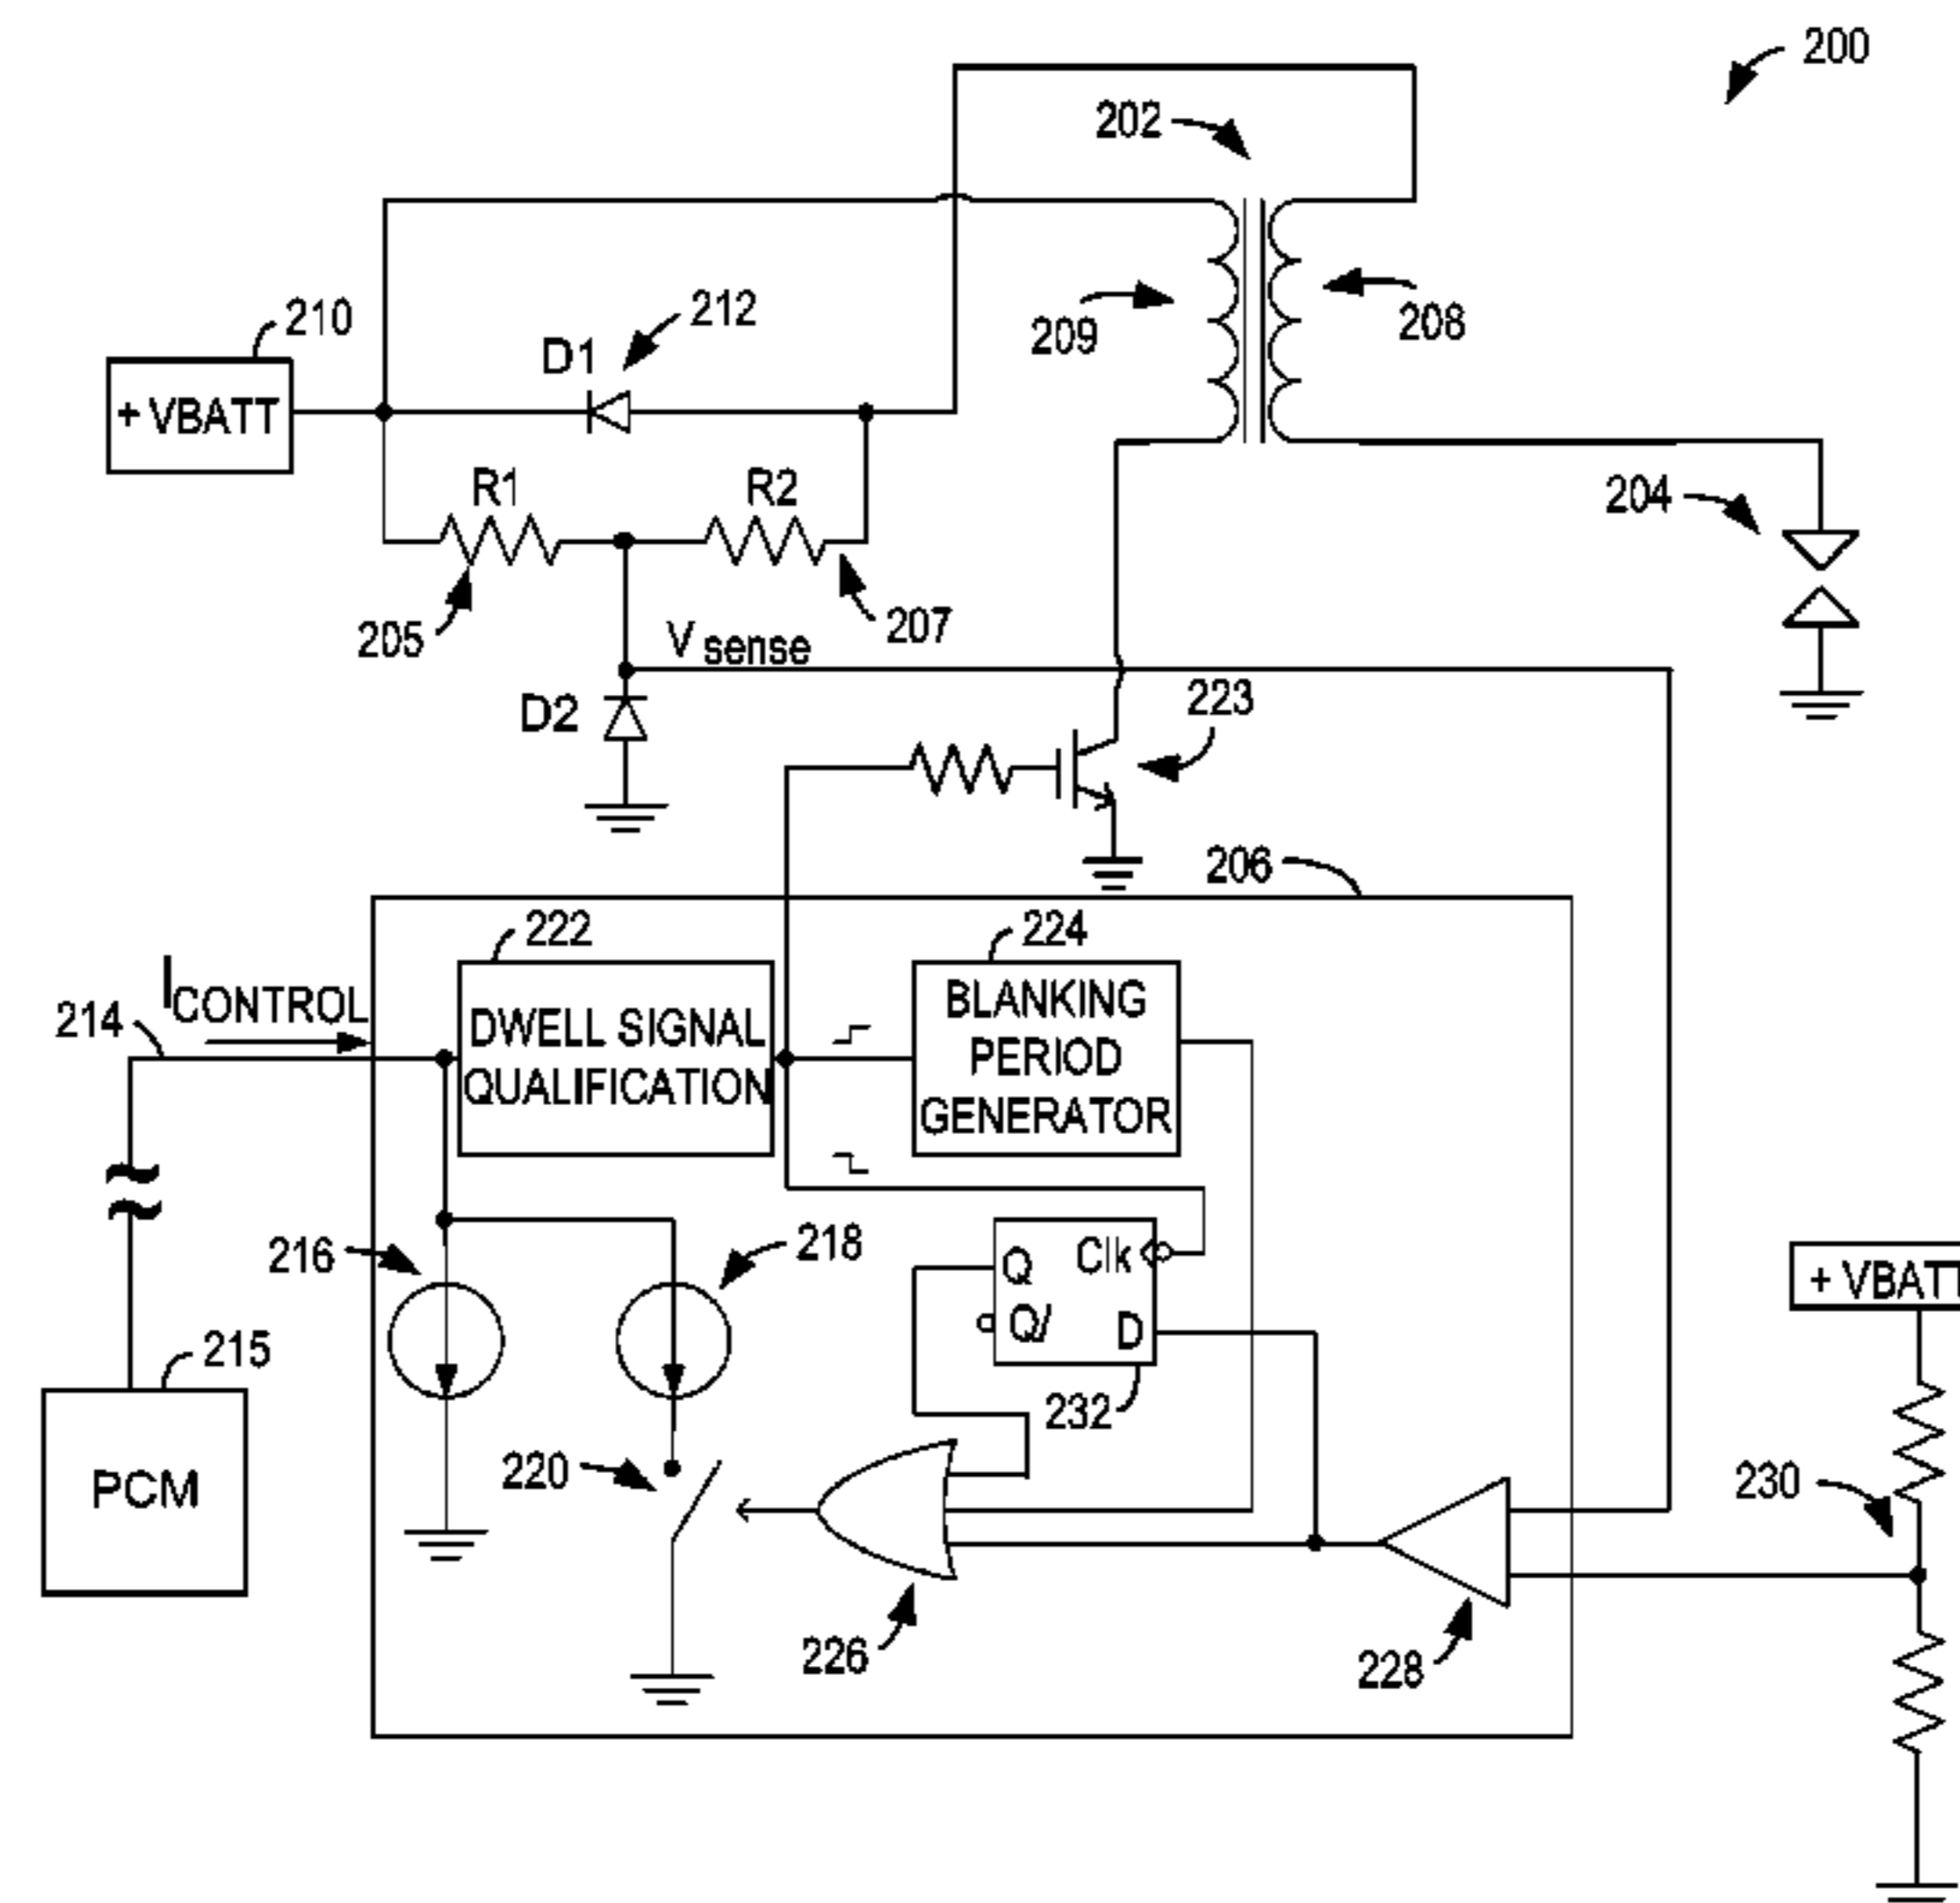 200
202
210
+ VBATT
D1
212
209
208
R1
R2
204
205
207
V sense
D2
223
206
222
224
ICONTROL
214
DWELL SIGNAL
QUALIFICATION
BLANKING
PERIOD
GENERATOR
216
218
Q
Clk
Q/
D
+ VBATT
215
232
PCM
220
230
226
228